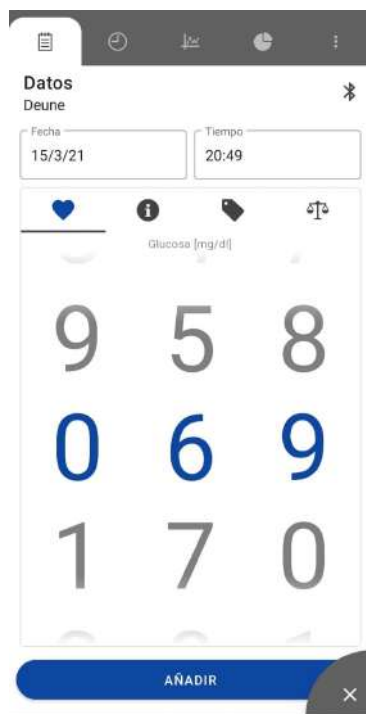 Datos
Deune
Fecha
Tiempo
15/3/21
20:49
Glucosa [mg/dl]
9 5 8
0 6 9
1 7 0
AÑADIR